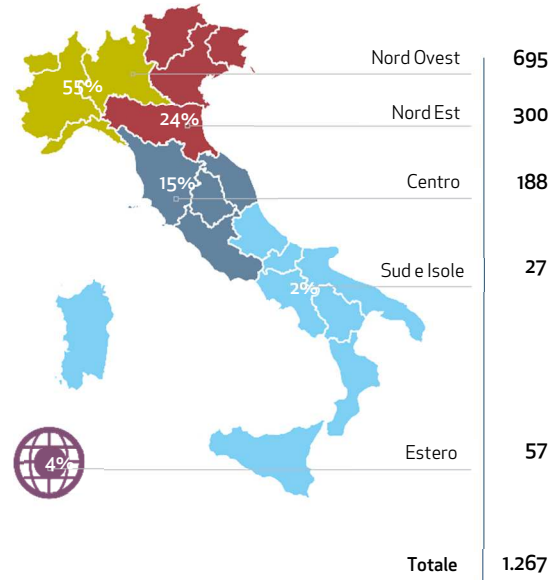 Nord Ovest 695
55%
Nord Est 300
24%
15%
Centro 188
Sud e Isole 27
2%
Estero 57
4%
Totale 1.267